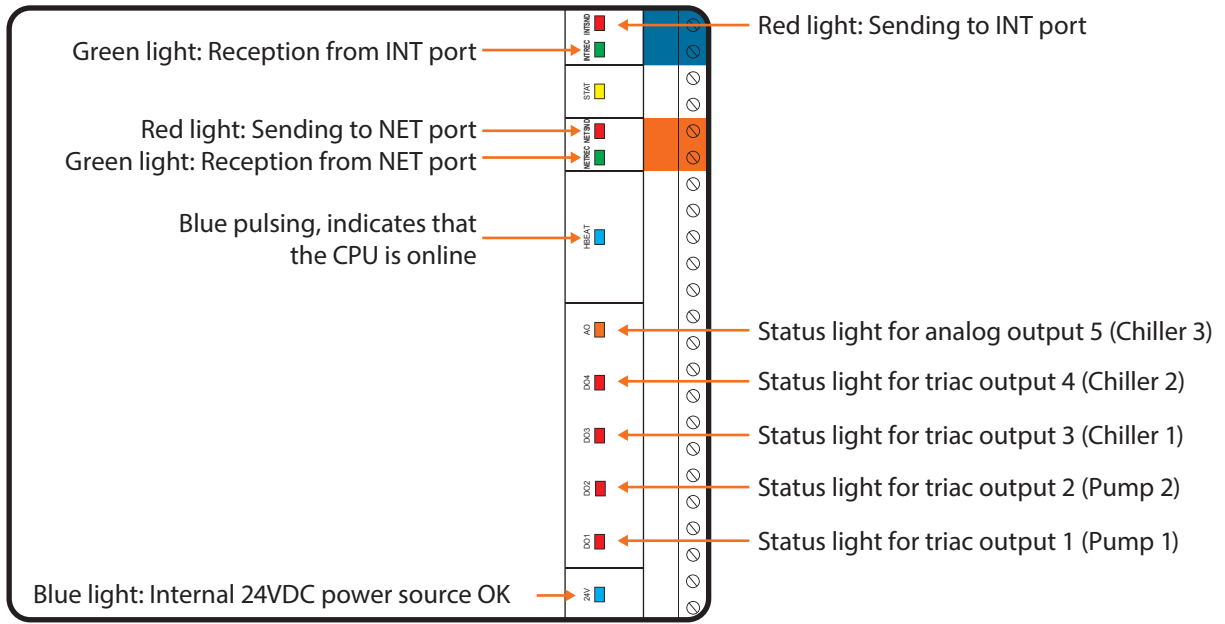 Red light: Sending to INT port
INTSND
Green light: Reception from INT port
INTREC
STAT
Red light: Sending to NET port
NETSND
Green light: Reception from NET port
NETREC
Blue pulsing, indicates that
the CPU is online
HBEAT
AO
Status light for analog output 5 (Chiller 3)
DO4
Status light for triac output 4 (Chiller 2)
DO3
Status light for triac output 3 (Chiller 1)
DO2
Status light for triac output 2 (Pump 2)
DO1
Status light for triac output 1 (Pump 1)
Blue light: Internal 24VDC power source OK
24V